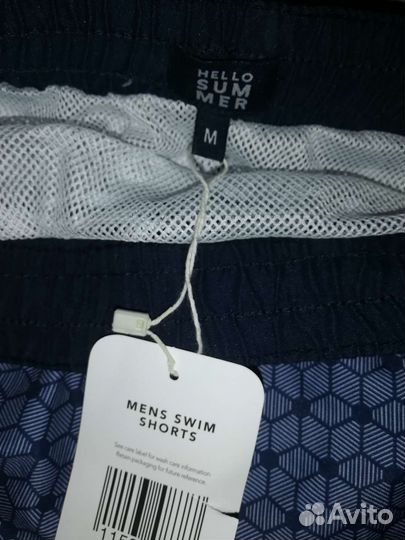 HELLO
SUM
MER
M
MENS SWIM
SHORTS
See care label for wash care information
Retain packaging for future reference.
Avito